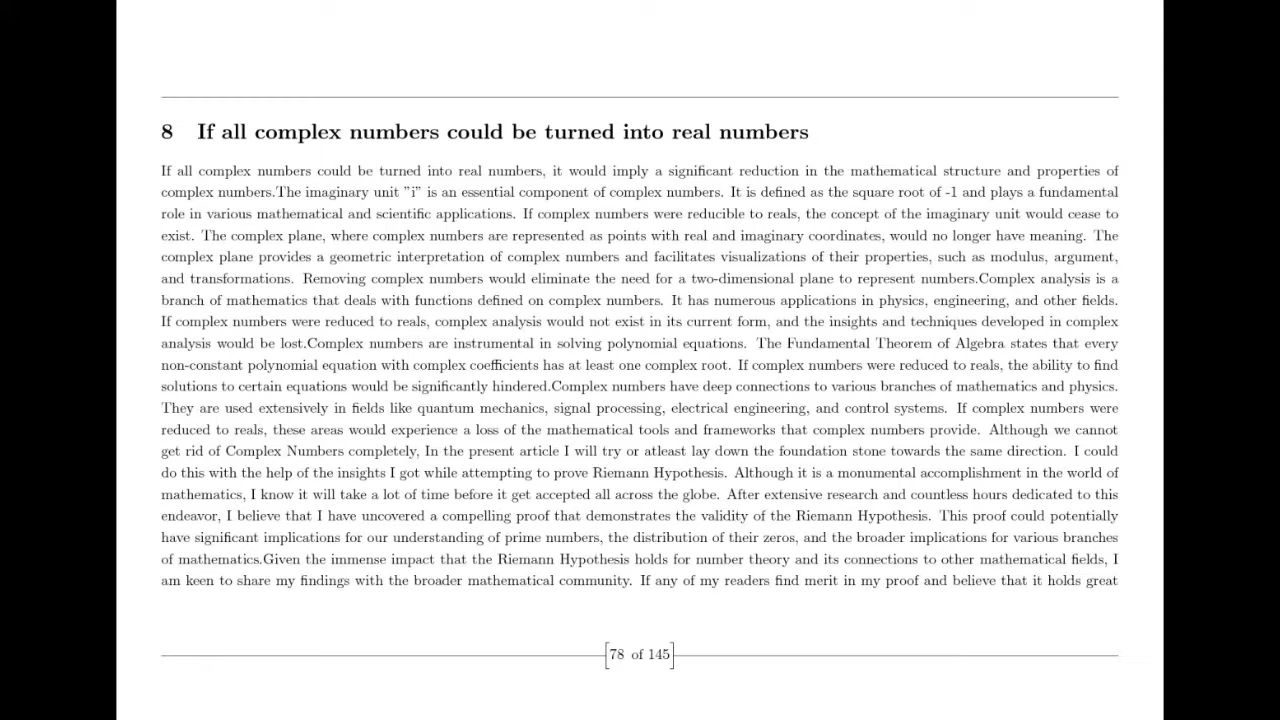 8 If all complex numbers could be turned into real numbers
If all complex numbers could be turned into real numbers, it would imply a significant reduction in the mathematical structure and properties of
complex numbers.The imaginary unit ”i” is an essential component of complex numbers. It is defined as the square root of -1 and plays a fundamental
role in various mathematical and scientific applications. If complex numbers were reducible to reals, the concept of the imaginary unit would cease to
exist. The complex plane, where complex numbers are represented as points with real and imaginary coordinates, would no longer have meaning. The
complex plane provides a geometric interpretation of complex numbers and facilitates visualizations of their properties, such as modulus, argument,
and transformations. Removing complex numbers would eliminate the need for a two-dimensional plane to represent numbers.Complex analysis is a
branch of mathematics that deals with functions defined on complex numbers. It has numerous applications in physics, engineering, and other fields.
If complex numbers were reduced to reals, complex analysis would not exist in its current form, and the insights and techniques developed in complex
analysis would be lost.Complex numbers are instrumental in solving polynomial equations. The Fundamental Theorem of Algebra states that every
non-constant polynomial equation with complex coefficients has at least one complex root. If complex numbers were reduced to reals, the ability to find
solutions to certain equations would be significantly hindered.Complex numbers have deep connections to various branches of mathematics and physics.
They are used extensively in fields like quantum mechanics, signal processing, electrical engineering, and control systems. If complex numbers were
reduced to reals, these areas would experience a loss of the mathematical tools and frameworks that complex numbers provide. Although we cannot
get rid of Complex Numbers completely, In the present article I will try or atleast lay down the foundation stone towards the same direction. I could
do this with the help of the insights I got while attempting to prove Riemann Hypothesis. Although it is a monumental accomplishment in the world of
mathematics, I know it will take a lot of time before it get accepted all across the globe. After extensive research and countless hours dedicated to this
endeavor, I believe that I have uncovered a compelling proof that demonstrates the validity of the Riemann Hypothesis. This proof could potentially
have significant implications for our understanding of prime numbers, the distribution of their zeros, and the broader implications for various branches
of mathematics.Given the immense impact that the Riemann Hypothesis holds for number theory and its connections to other mathematical fields, I
am keen to share my findings with the broader mathematical community. If any of my readers find merit in my proof and believe that it holds great
[78 of 145]